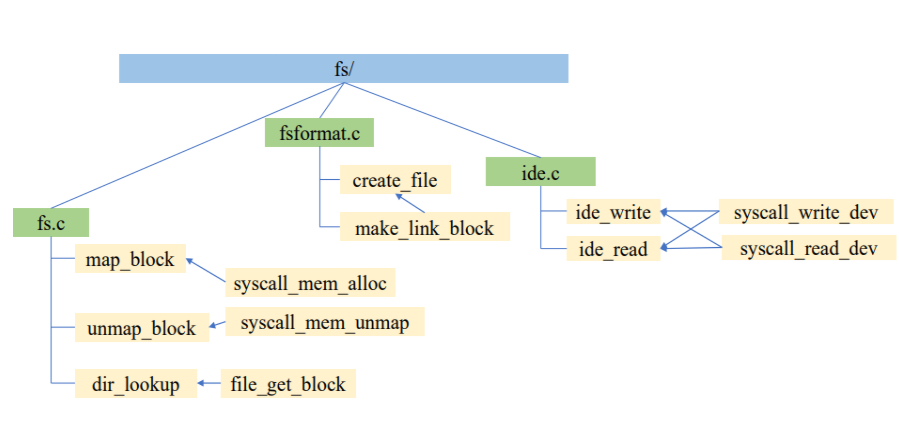 fs/
fsformat.c
create_file
make_link_block
ide.c
ide_write
syscall_write_dev
ide_read
syscall_read_dev
fs.c
map_block
syscall_mem_alloc
unmap_block
syscall_mem_unmap
dir_lookup
file_get_block